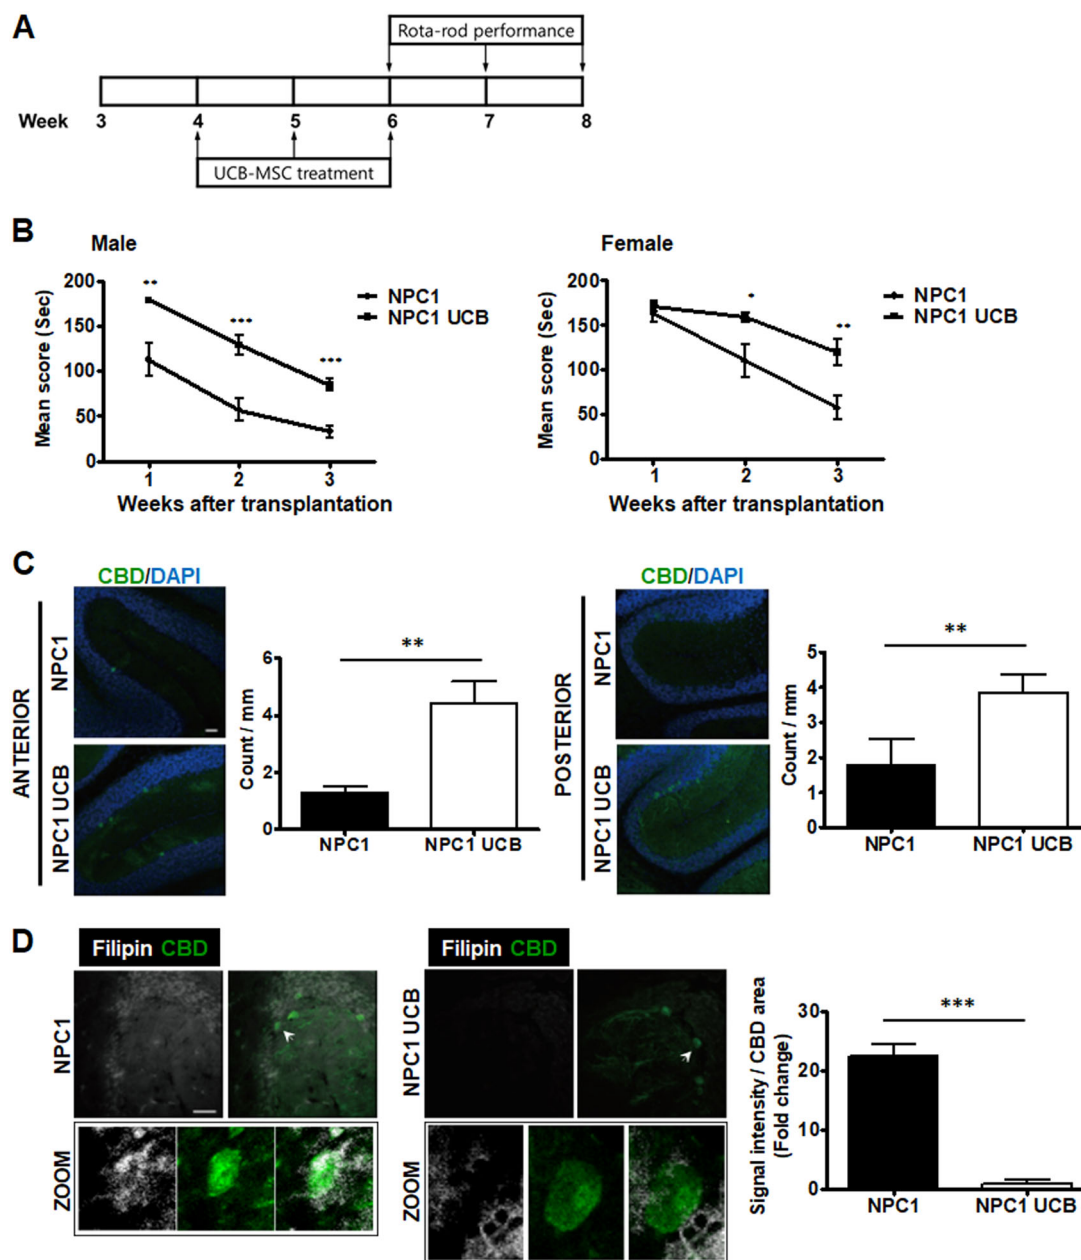 A
Rota-rod performance
Week
3 4 5 6 7 8
UCB-MSC treatment
B
Male
Mean score (Sec)
200
150
100
50
0
** *** ***
NPC1
NPC1 UCB
1 2 3
Weeks after transplantation
Female
Mean score (Sec)
200
150
100
50
0
* **
NPC1
NPC1 UCB
1 2 3
Weeks after transplantation
C
ANTERIOR
CBD/DAPI
NPC1
NPC1 UCB
Count / mm
6
4
2
0
**
NPC1 NPC1 UCB
POSTERIOR
CBD/DAPI
NPC1
NPC1 UCB
Count / mm
5
4
3
2
1
0
**
NPC1 NPC1 UCB
D
Filipin CBD
NPC1
ZOOM
Filipin CBD
NPC1 UCB
ZOOM
Signal intensity / CBD area
(Fold change)
30
20
10
0
***
NPC1 NPC1 UCB